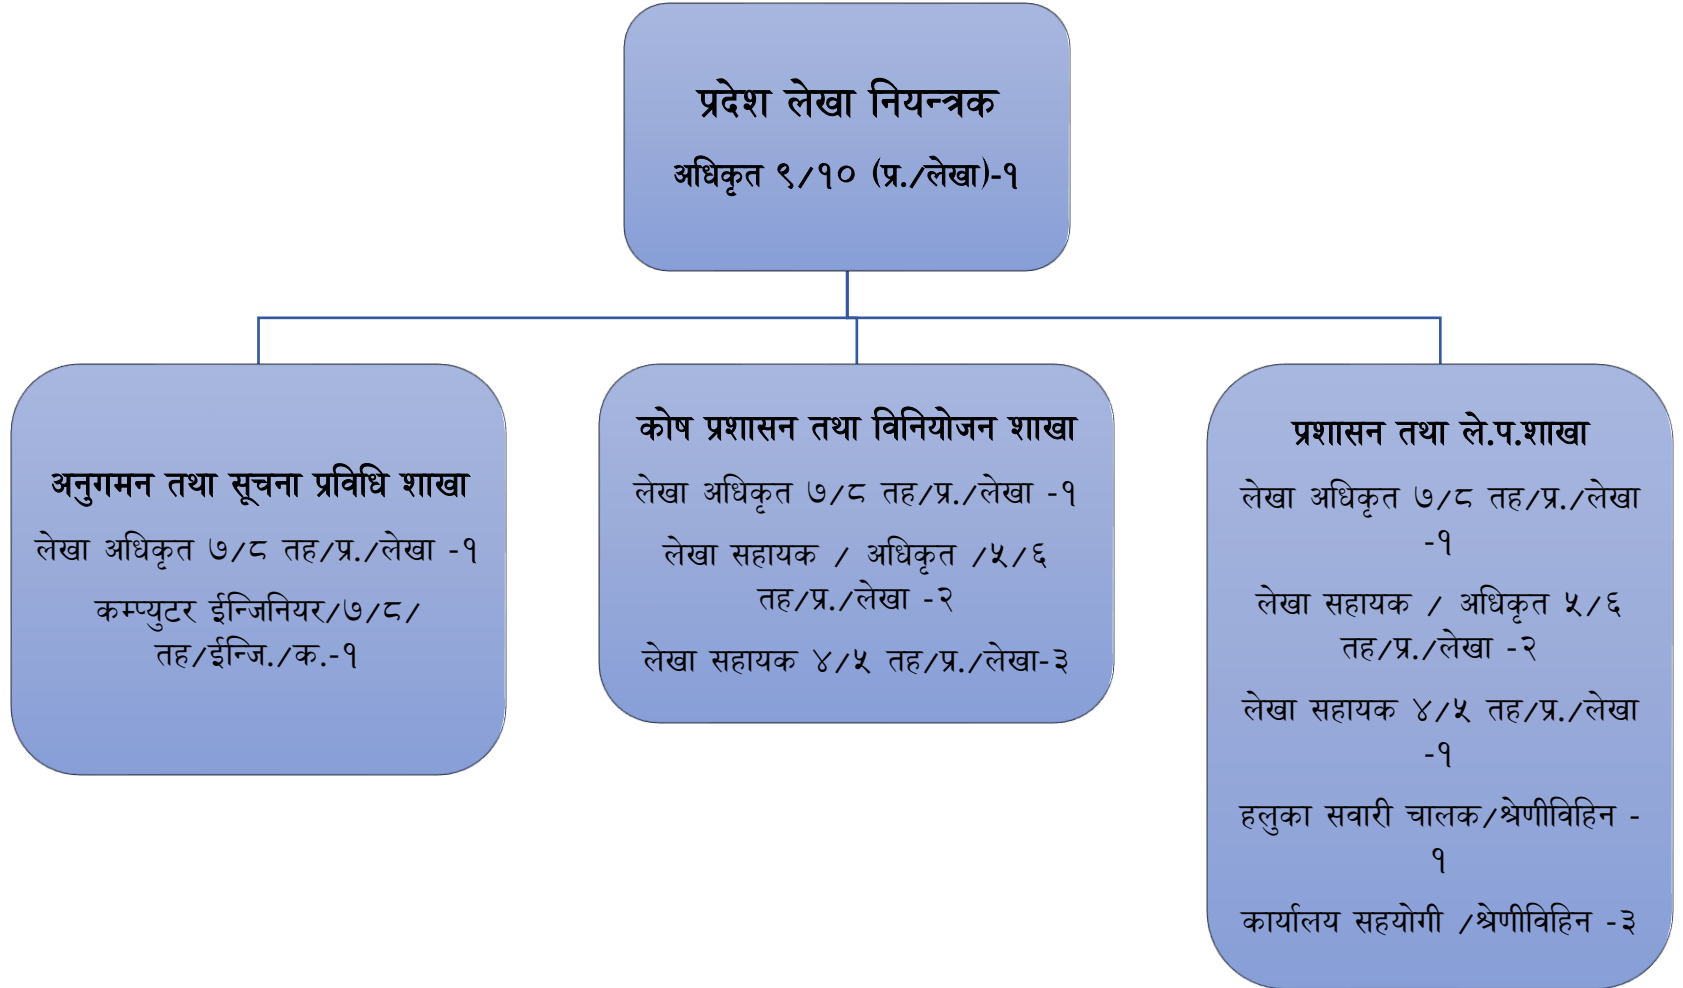 प्रदेश लेखा नियन्त्रक
अधिकृत ९/१० (प्र./लेखा)-१
अनुगमन तथा सूचना प्रविधि शाखा
लेखा अधिकृत ७/८ तह/प्र./लेखा -१
कम्प्युटर ईन्जिनियर/७/८/
तह/ईन्जि./क.-१
कोष प्रशासन तथा विनियोजन शाखा
लेखा अधिकृत ७/८ तह/प्र./लेखा -१
लेखा सहायक / अधिकृत /५/६
तह/प्र./लेखा -२
लेखा सहायक ४/५ तह/प्र./लेखा-३
प्रशासन तथा ले.प.शाखा
लेखा अधिकृत ७/८ तह/प्र./लेखा
-१
लेखा सहायक / अधिकृत ५/६
तह/प्र./लेखा -२
लेखा सहायक ४/५ तह/प्र./लेखा
-१
हलुका सवारी चालक/श्रेणीविहिन -
१
कार्यालय सहयोगी /श्रेणीविहिन -३